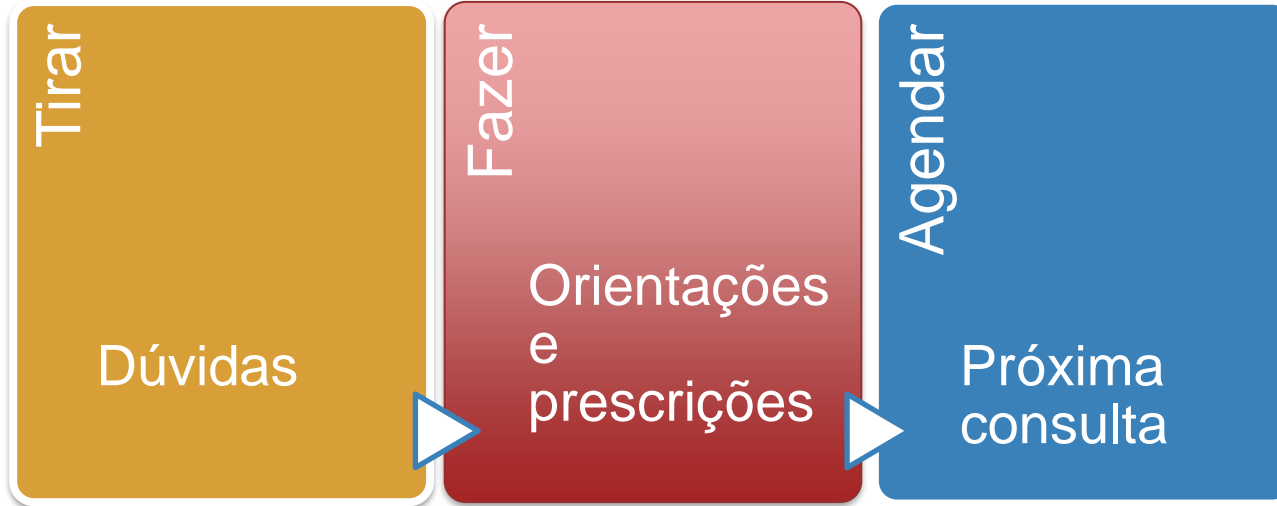 Tirar
Dúvidas
Fazer
Orientações
e
prescrições
Agendar
Próxima
consulta